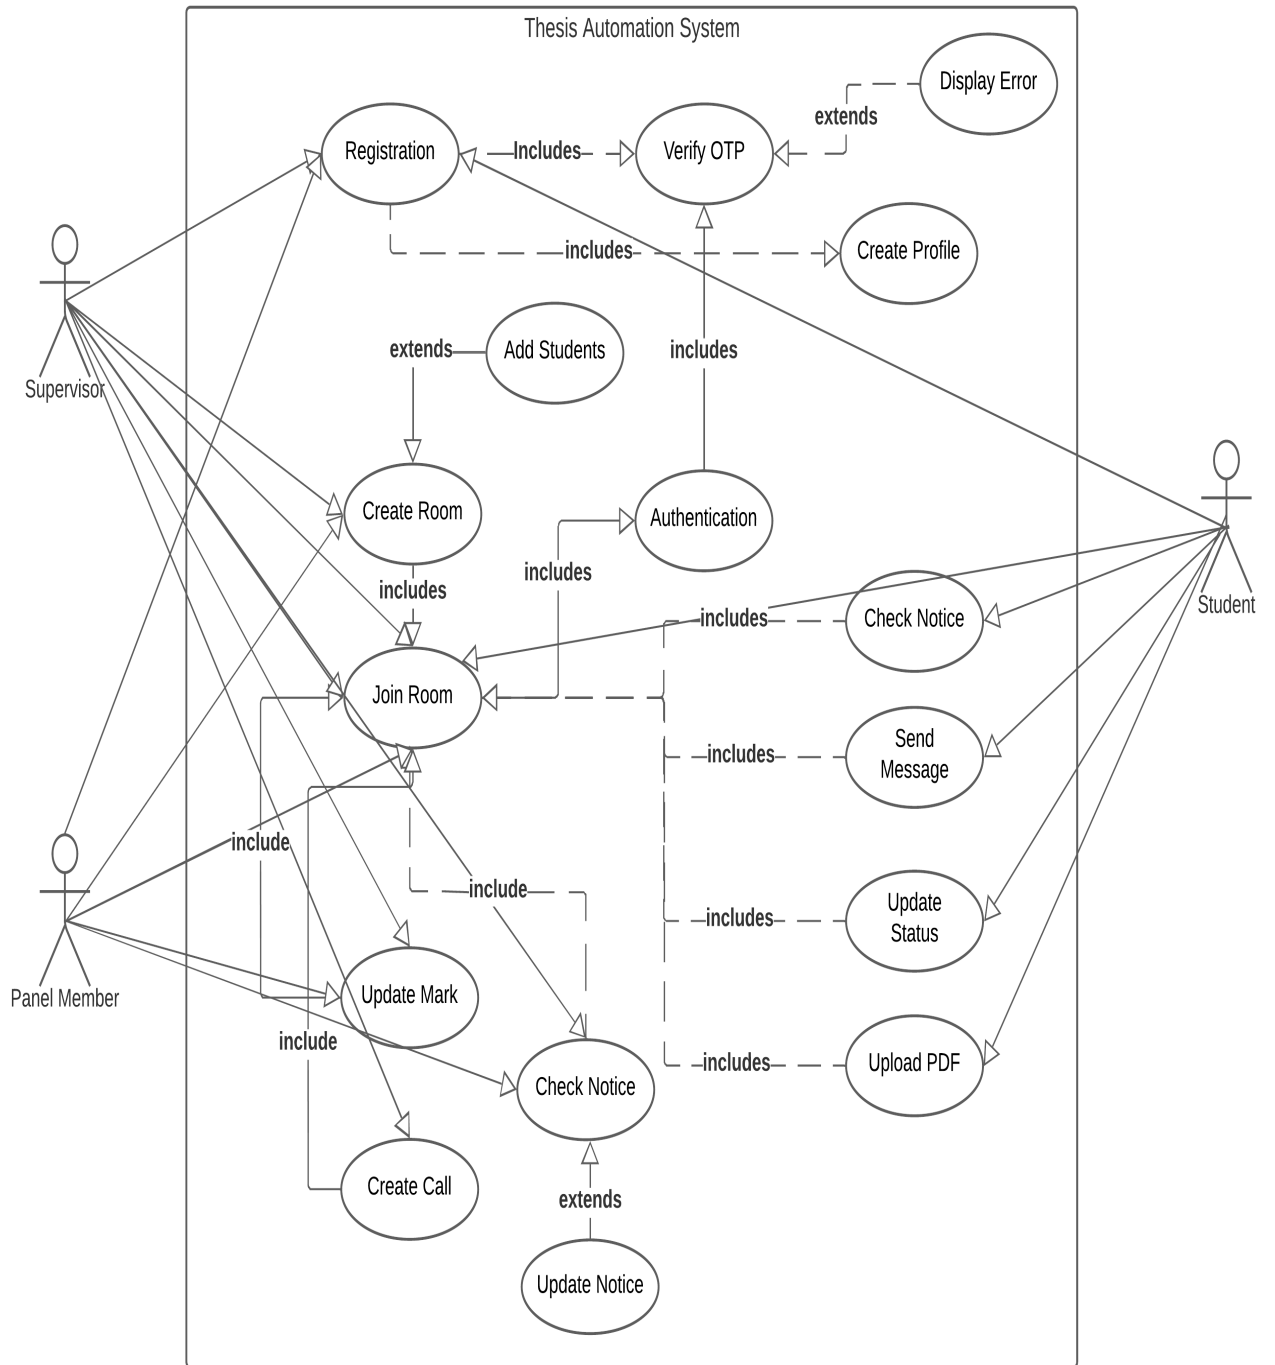 Thesis Automation System
Display Error
extends
Registration
Includes
Verify OTP
includes
Create Profile
Supervisor
extends
Add Students
includes
Create Room
Authentication
includes
includes
Student
includes
Check Notice
Join Room
Send
Message
includes
include
include
Update
Status
includes
Panel Member
Update Mark
include
includes
Upload PDF
Check Notice
Create Call
extends
Update Notice